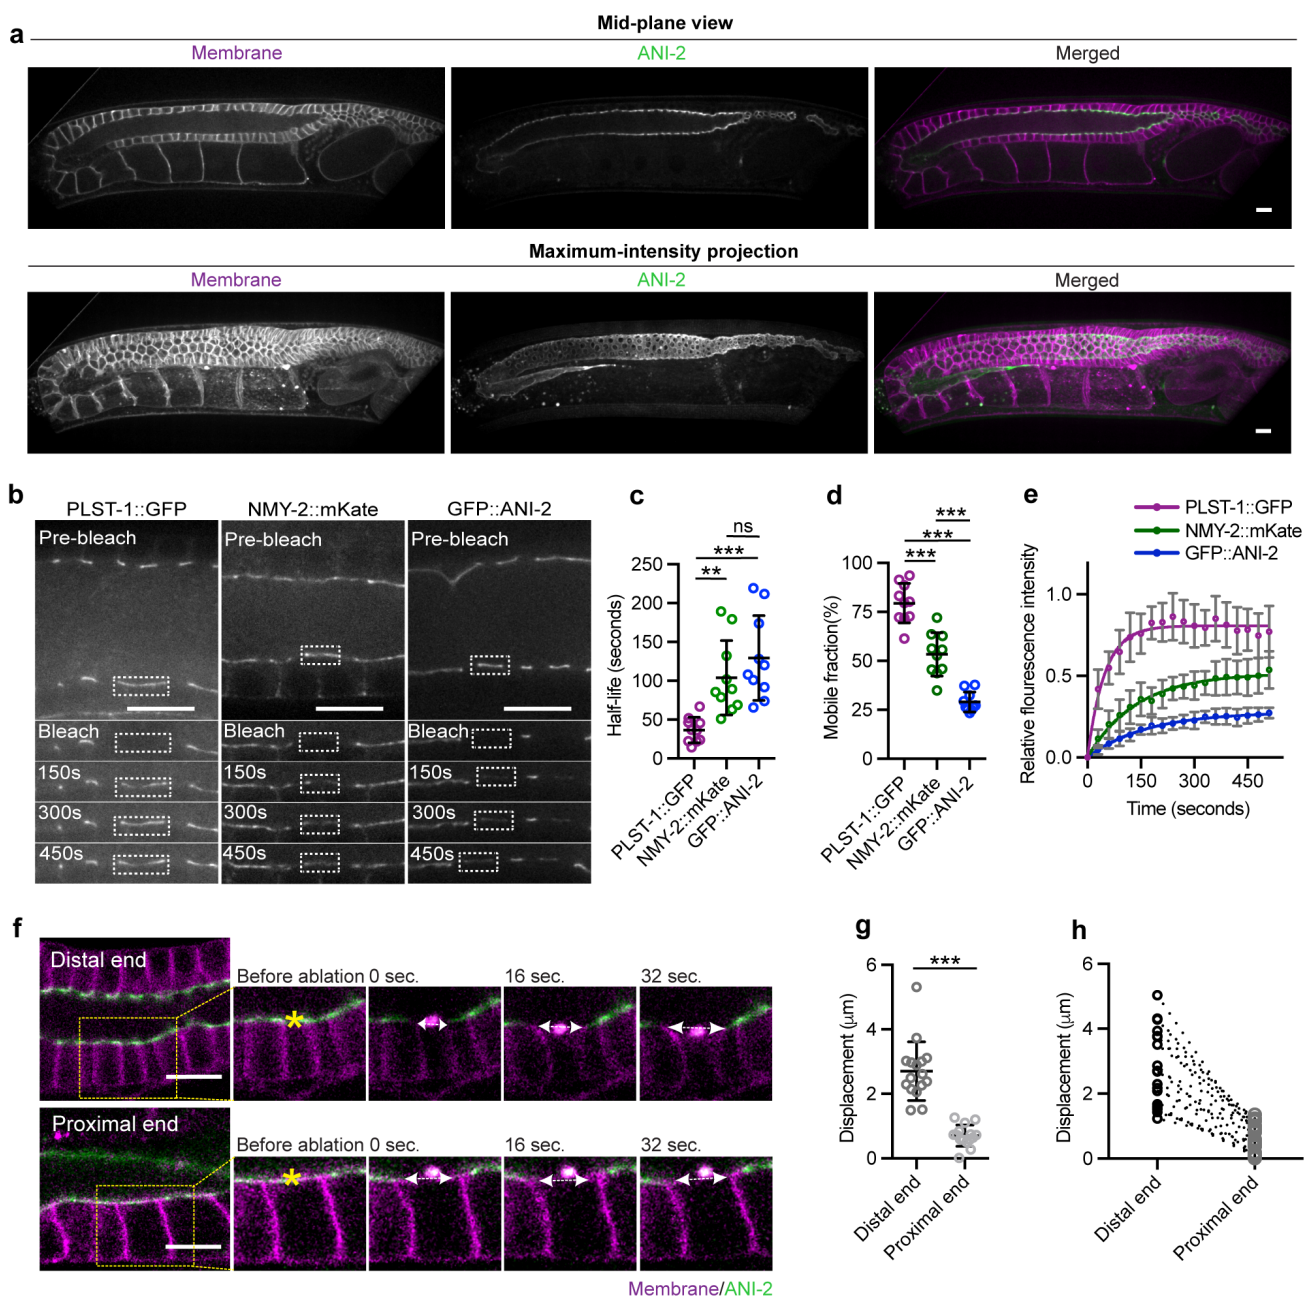 a
Mid-plane view
Membrane ANI-2 Merged
Maximum-intensity projection
Membrane ANI-2 Merged
b
PLST-1::GFP NMY-2::mKate GFP::ANI-2
Pre-bleach Pre-bleach Pre-bleach
Bleach Bleach Bleach
150s 150s 150s
300s 300s 300s
450s 450s 450s
c
ns
***
**
Half-life (seconds)
250
200
150
100
50
0
PLST-1::GFP
NMY-2::mKate
GFP::ANI-2
d
***
***
***
Mobile fraction(%)
100
75
50
25
0
PLST-1::GFP
NMY-2::mKate
GFP::ANI-2
e
PLST-1::GFP
NMY-2::mKate
GFP::ANI-2
Relative flourescence intensity
1.0
0.5
0.0
0 150 300 450
Time (seconds)
f
Distal end
Before ablation 0 sec. 16 sec. 32 sec.
*
Proximal end
Before ablation 0 sec. 16 sec. 32 sec.
*
Membrane/ANI-2
g
***
Displacement (μm)
6
4
2
0
Distal end
Proximal end
h
Displacement (μm)
6
4
2
0
Distal end
Proximal end